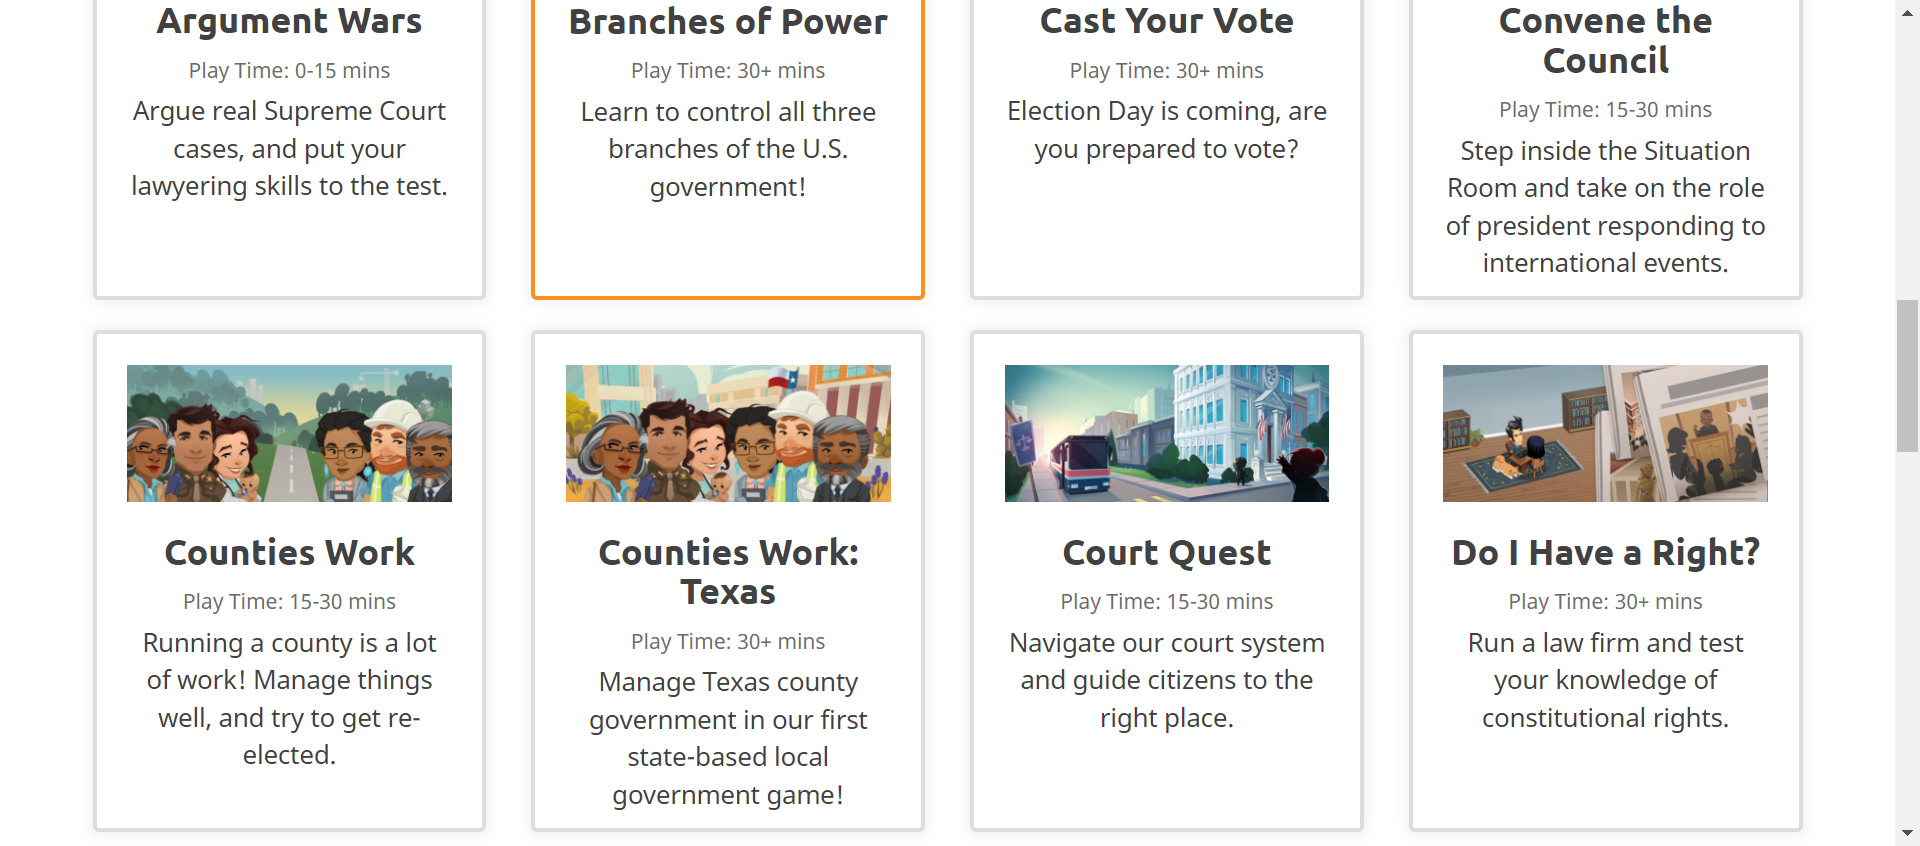 Argument Wars
Play Time: 0-15 mins
Argue real Supreme Court
cases, and put your
lawyering skills to the test.
Branches of Power
Play Time: 30+ mins
Learn to control all three
branches of the U.S.
government!
Cast Your Vote
Play Time: 30+ mins
Election Day is coming, are
you prepared to vote?
Convene the
Council
Play Time: 15-30 mins
Step inside the Situation
Room and take on the role
of president responding to
international events.
Counties Work
Play Time: 15-30 mins
Running a county is a lot
of work! Manage things
well, and try to get re-
elected.
Counties Work:
Texas
Play Time: 30+ mins
Manage Texas county
government in our first
state-based local
government game!
Court Quest
Play Time: 15-30 mins
Navigate our court system
and guide citizens to the
right place.
Do I Have a Right?
Play Time: 30+ mins
Run a law firm and test
your knowledge of
constitutional rights.